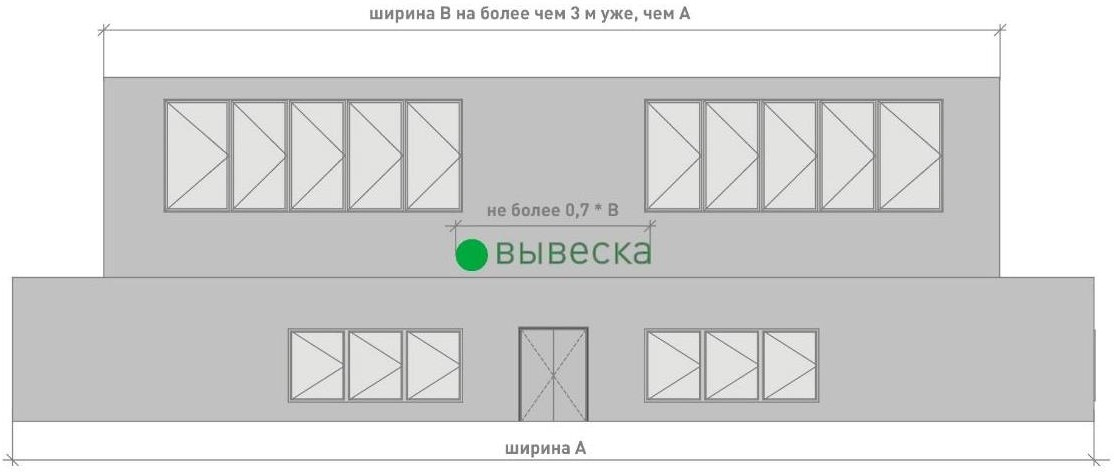 ширина В на более чем 3 м уже, чем А
не более 0,7 * В
вывеска
ширина А